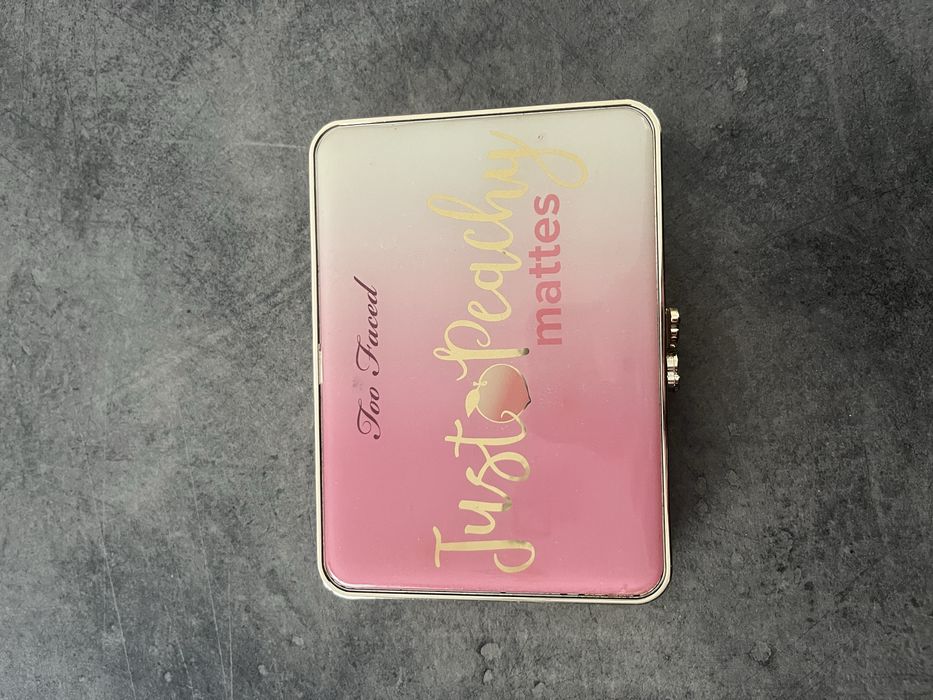 Too Faced
Just Peachy
mattes